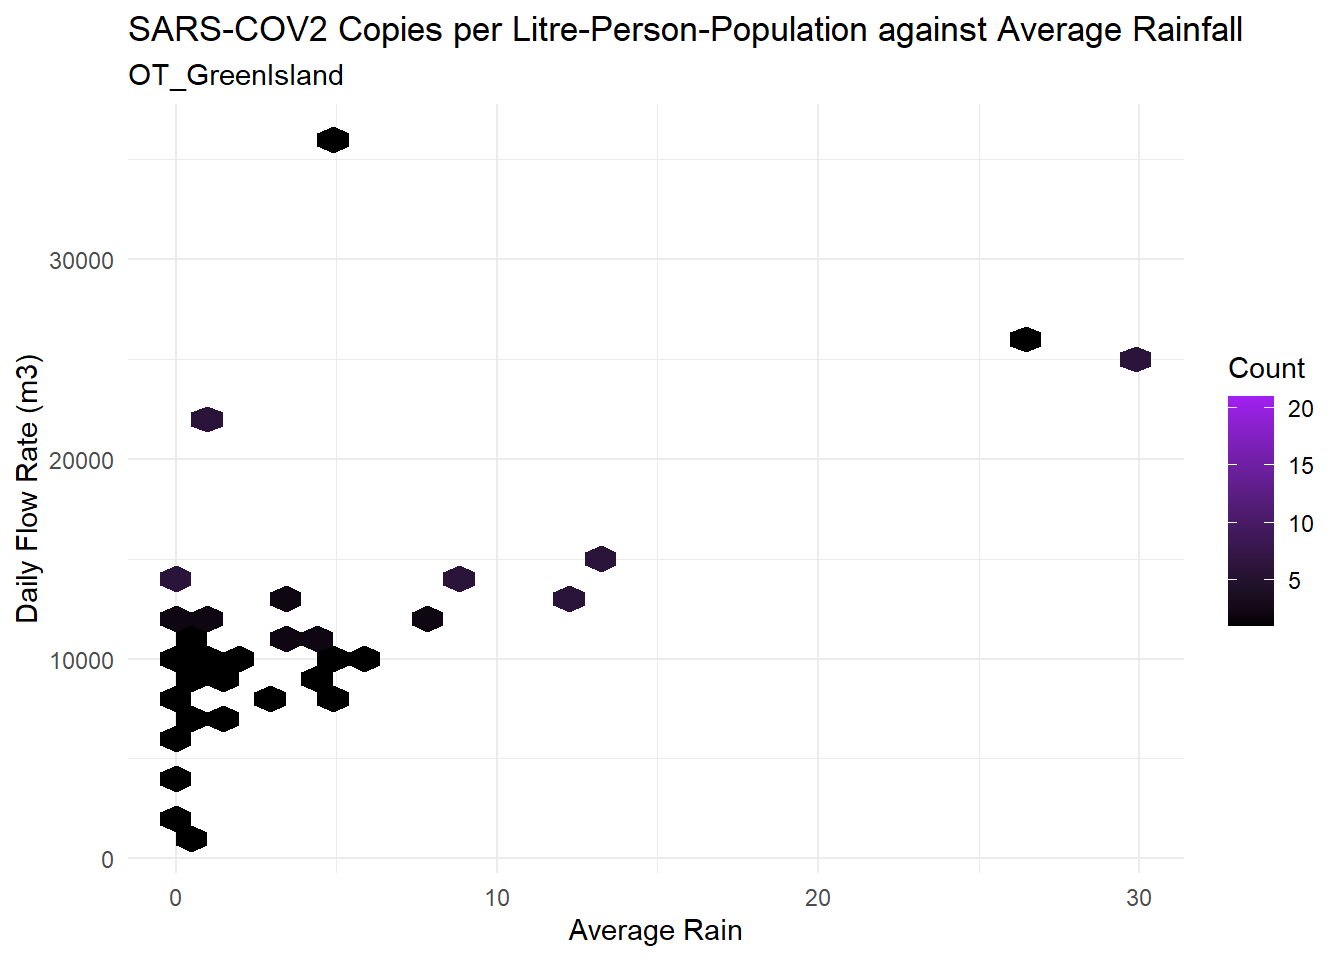 SARS-COV2 Copies per Litre-Person-Population against Average Rainfall
OT_GreenIsland
Daily Flow Rate (m3)
30000
20000
10000
0
0
10
20
30
Average Rain
Count
20
15
10
5